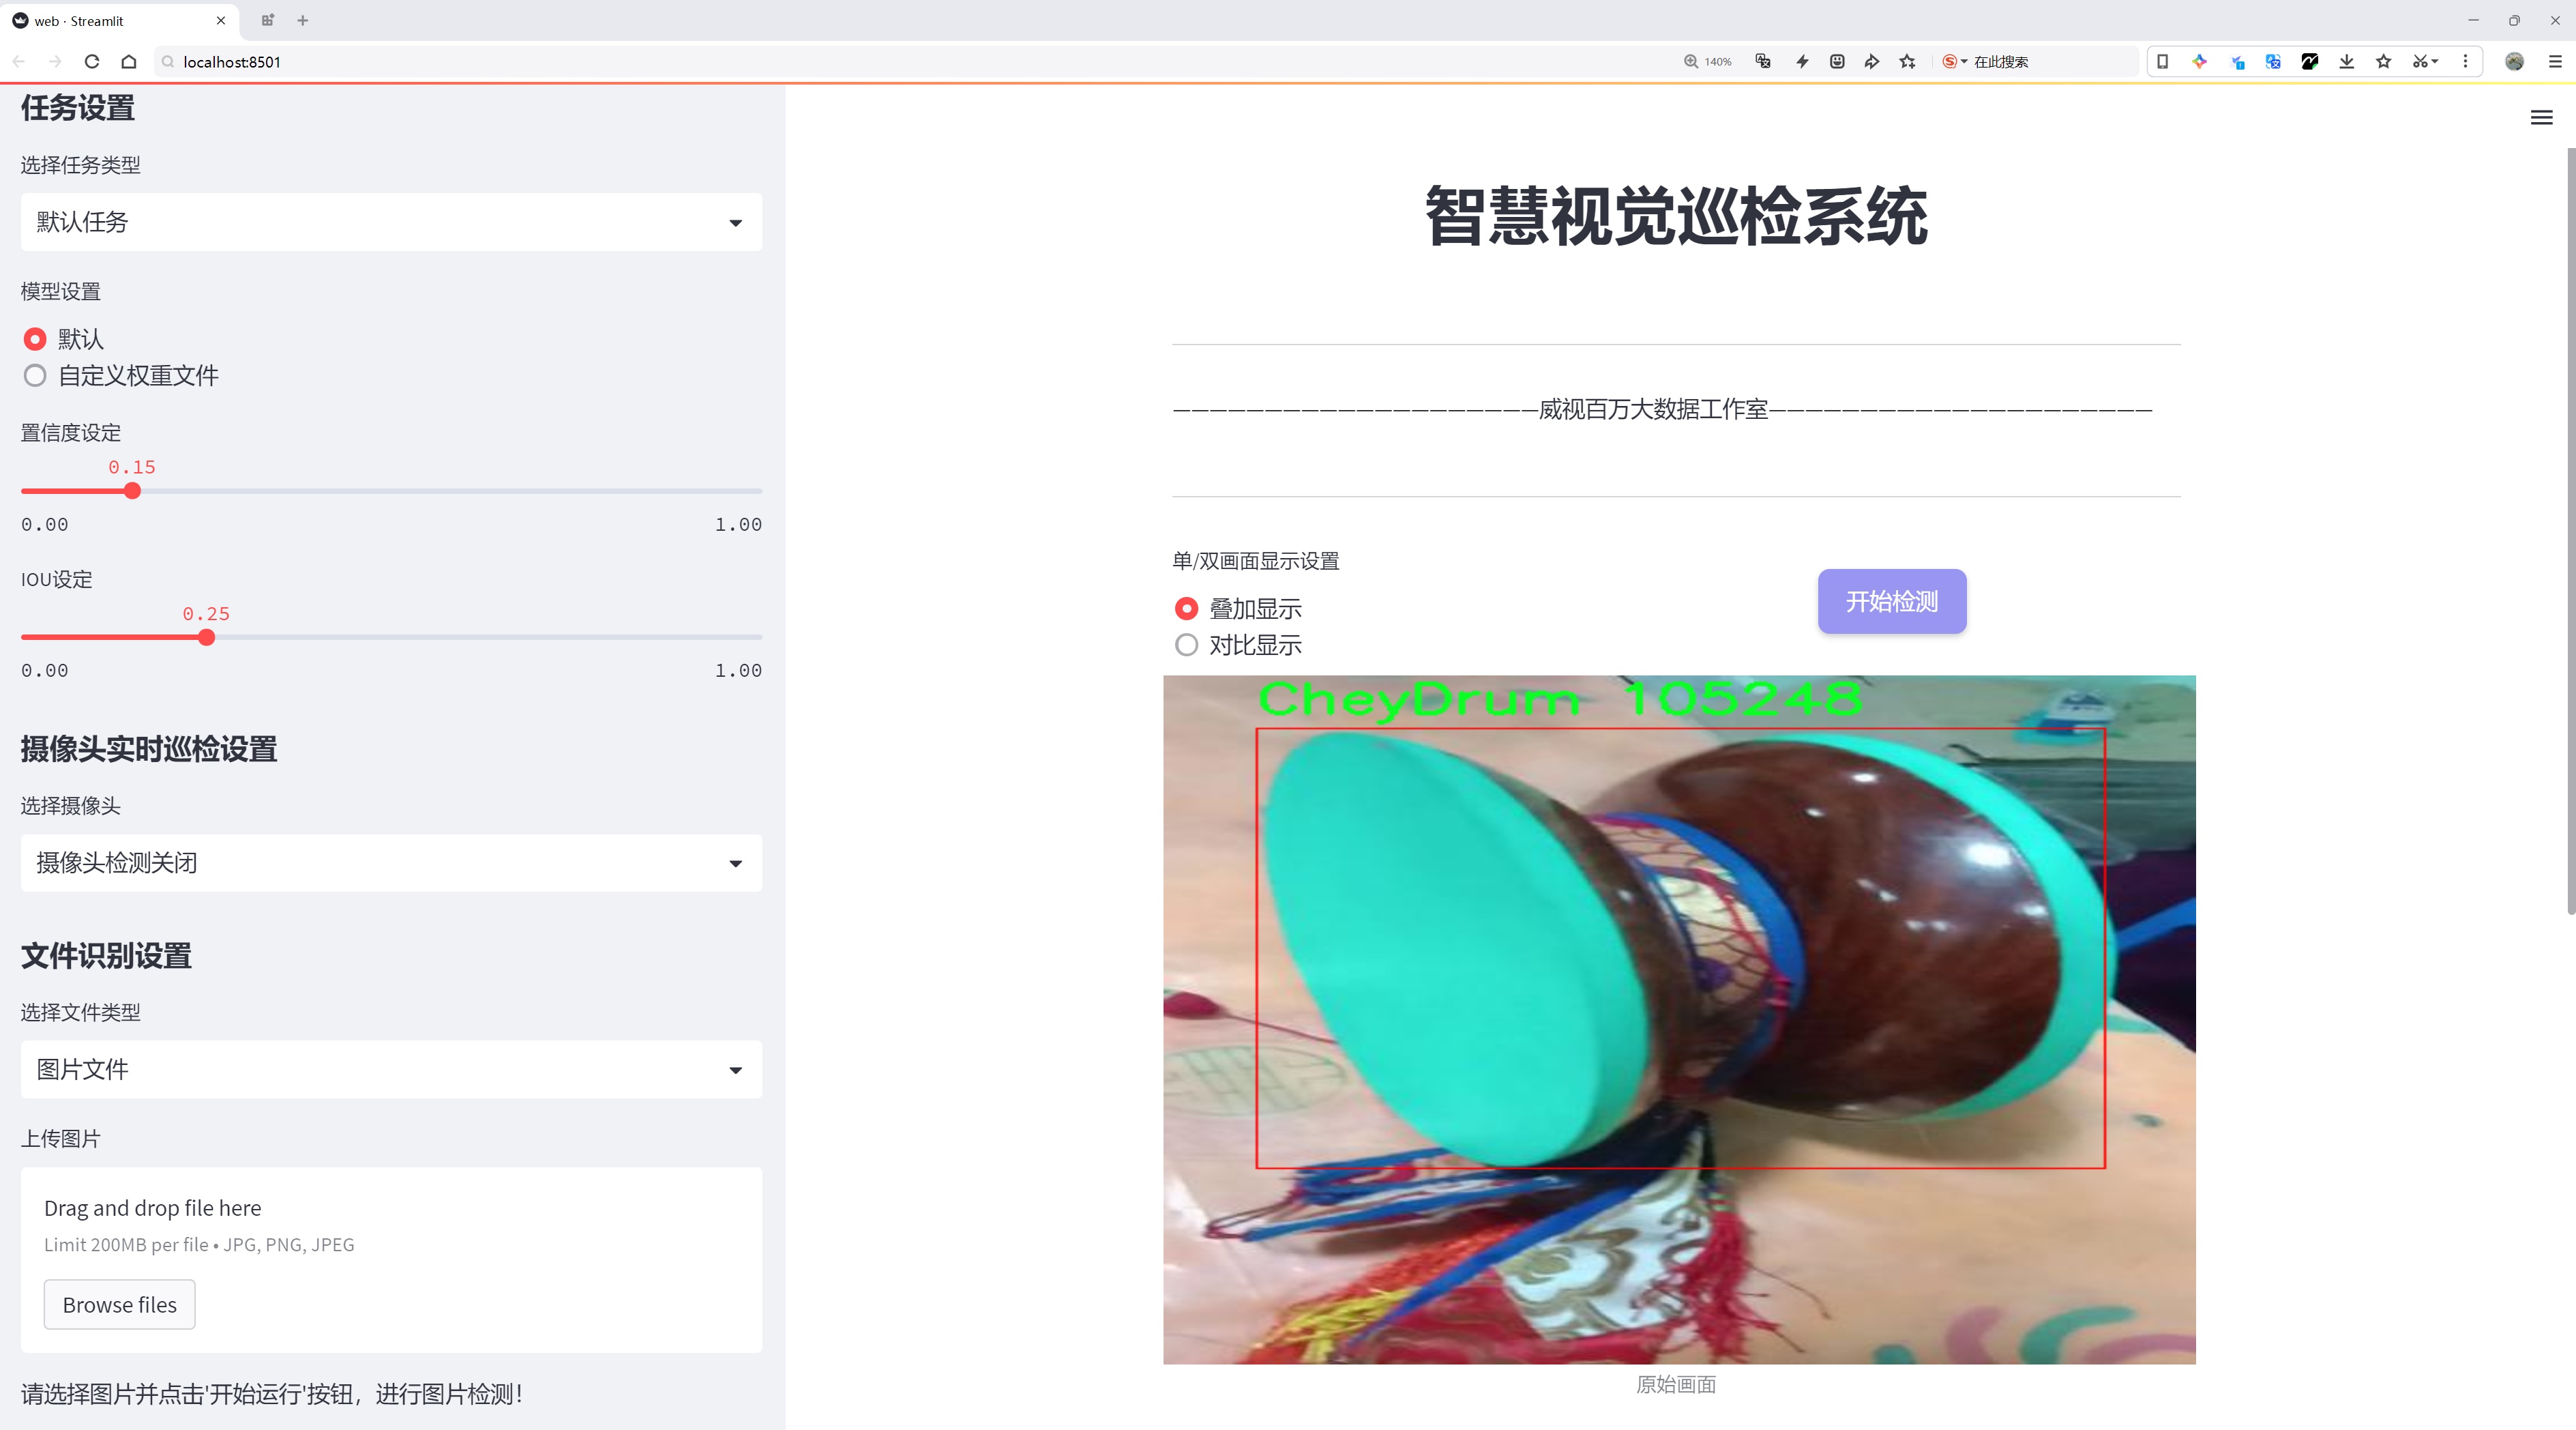 web · Streamlit
localhost:8501
140%
在此搜索
任务设置
选择任务类型
默认任务
模型设置
默认
自定义权重文件
置信度设定
0.15
0.00
1.00
IOU设定
0.25
0.00
1.00
摄像头实时巡检设置
选择摄像头
摄像头检测关闭
文件识别设置
选择文件类型
图片文件
上传图片
Drag and drop file here
Limit 200MB per file • JPG, PNG, JPEG
Browse files
请选择图片并点击'开始运行'按钮，进行图片检测！
智慧视觉巡检系统
————————————————————威视百万大数据工作室—————————————————————
单/双画面显示设置
叠加显示
对比显示
开始检测
CheyDrum 105248
原始画面